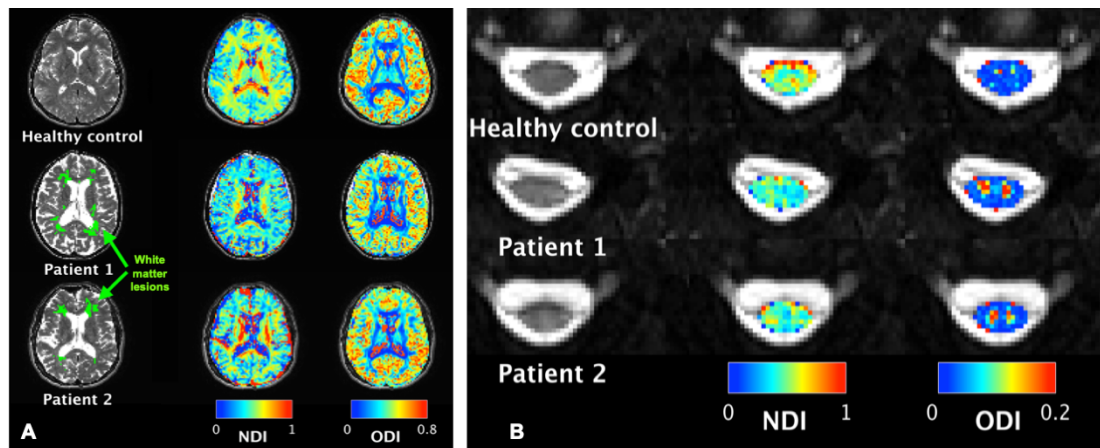 Healthy control
Patient 1
White
matter
lesions
Patient 2
A
0
1
NDI
0
0.8
ODI
Healthy control
Patient 1
Patient 2
0
1
NDI
0
0.2
ODI
B